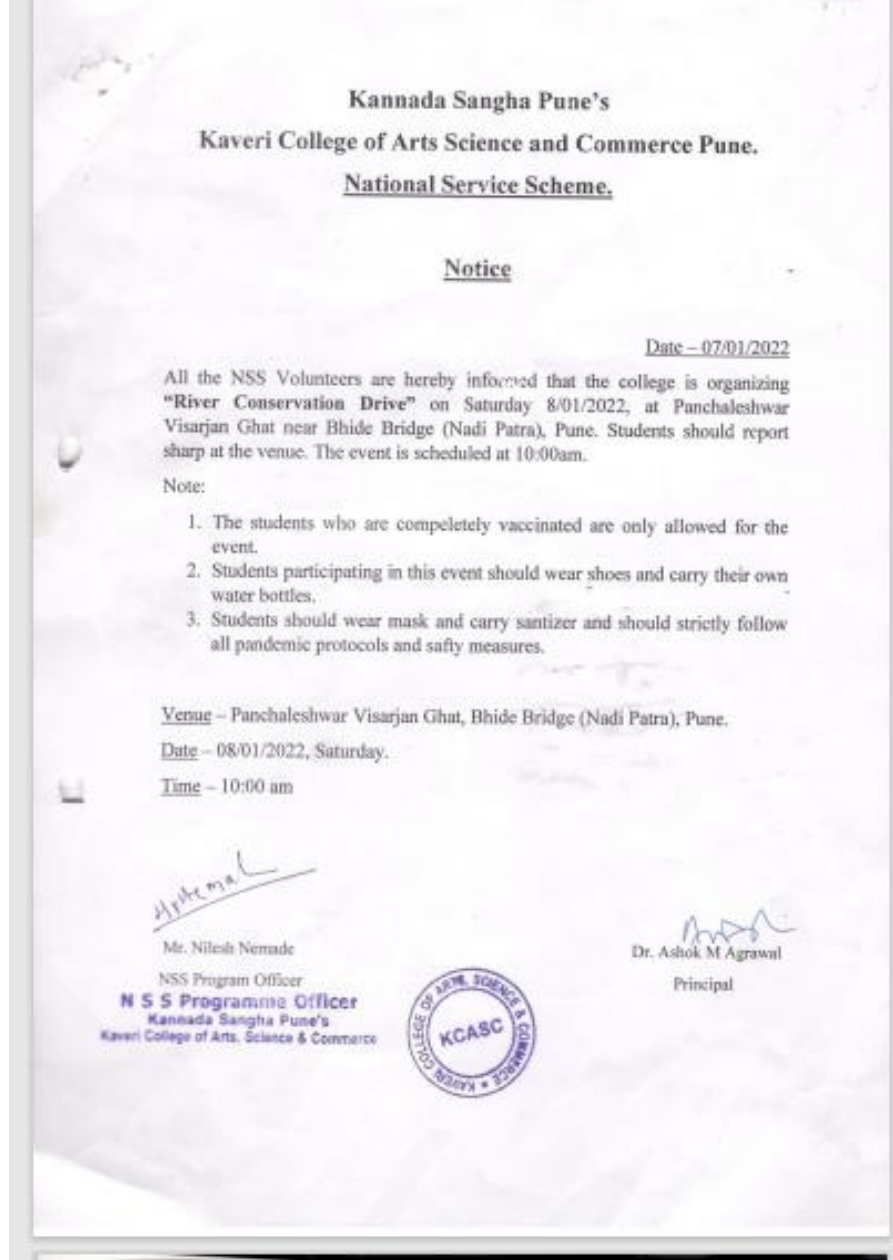 Kannada Sangha Pune's
Kaveri College of Arts Science and Commerce Pune.
National Service Scheme.
Notice
Date – 07/01/2022
All the NSS Volunteers are hereby informed that the college is organizing
“River Conservation Drive” on Saturday 8/01/2022, at Panchaleshwar
Visarjan Ghat near Bhide Bridge (Nadi Patra), Pune. Students should report
sharp at the venue. The event is scheduled at 10:00am.
Note:
1. The students who are compeletely vaccinated are only allowed for the
event.
2. Students participating in this event should wear shoes and carry their own
water bottles.
3. Students should wear mask and carry santizer and should strictly follow
all pandemic protocols and safty measures.
Venue – Panchaleshwar Visarjan Ghat, Bhide Bridge (Nadi Patra), Pune.
Date – 08/01/2022, Saturday.
Time – 10:00 am
Mr. Nilesh Nemade
NSS Program Officer
N S S Programme Officer
Kannada Sangha Pune's
Kaveri College of Arts, Science & Commerce
KAVERI COLLEGE OF ARTS, SCIENCE & COMMERCE
KCASC
Dr. Ashok M Agrawal
Principal